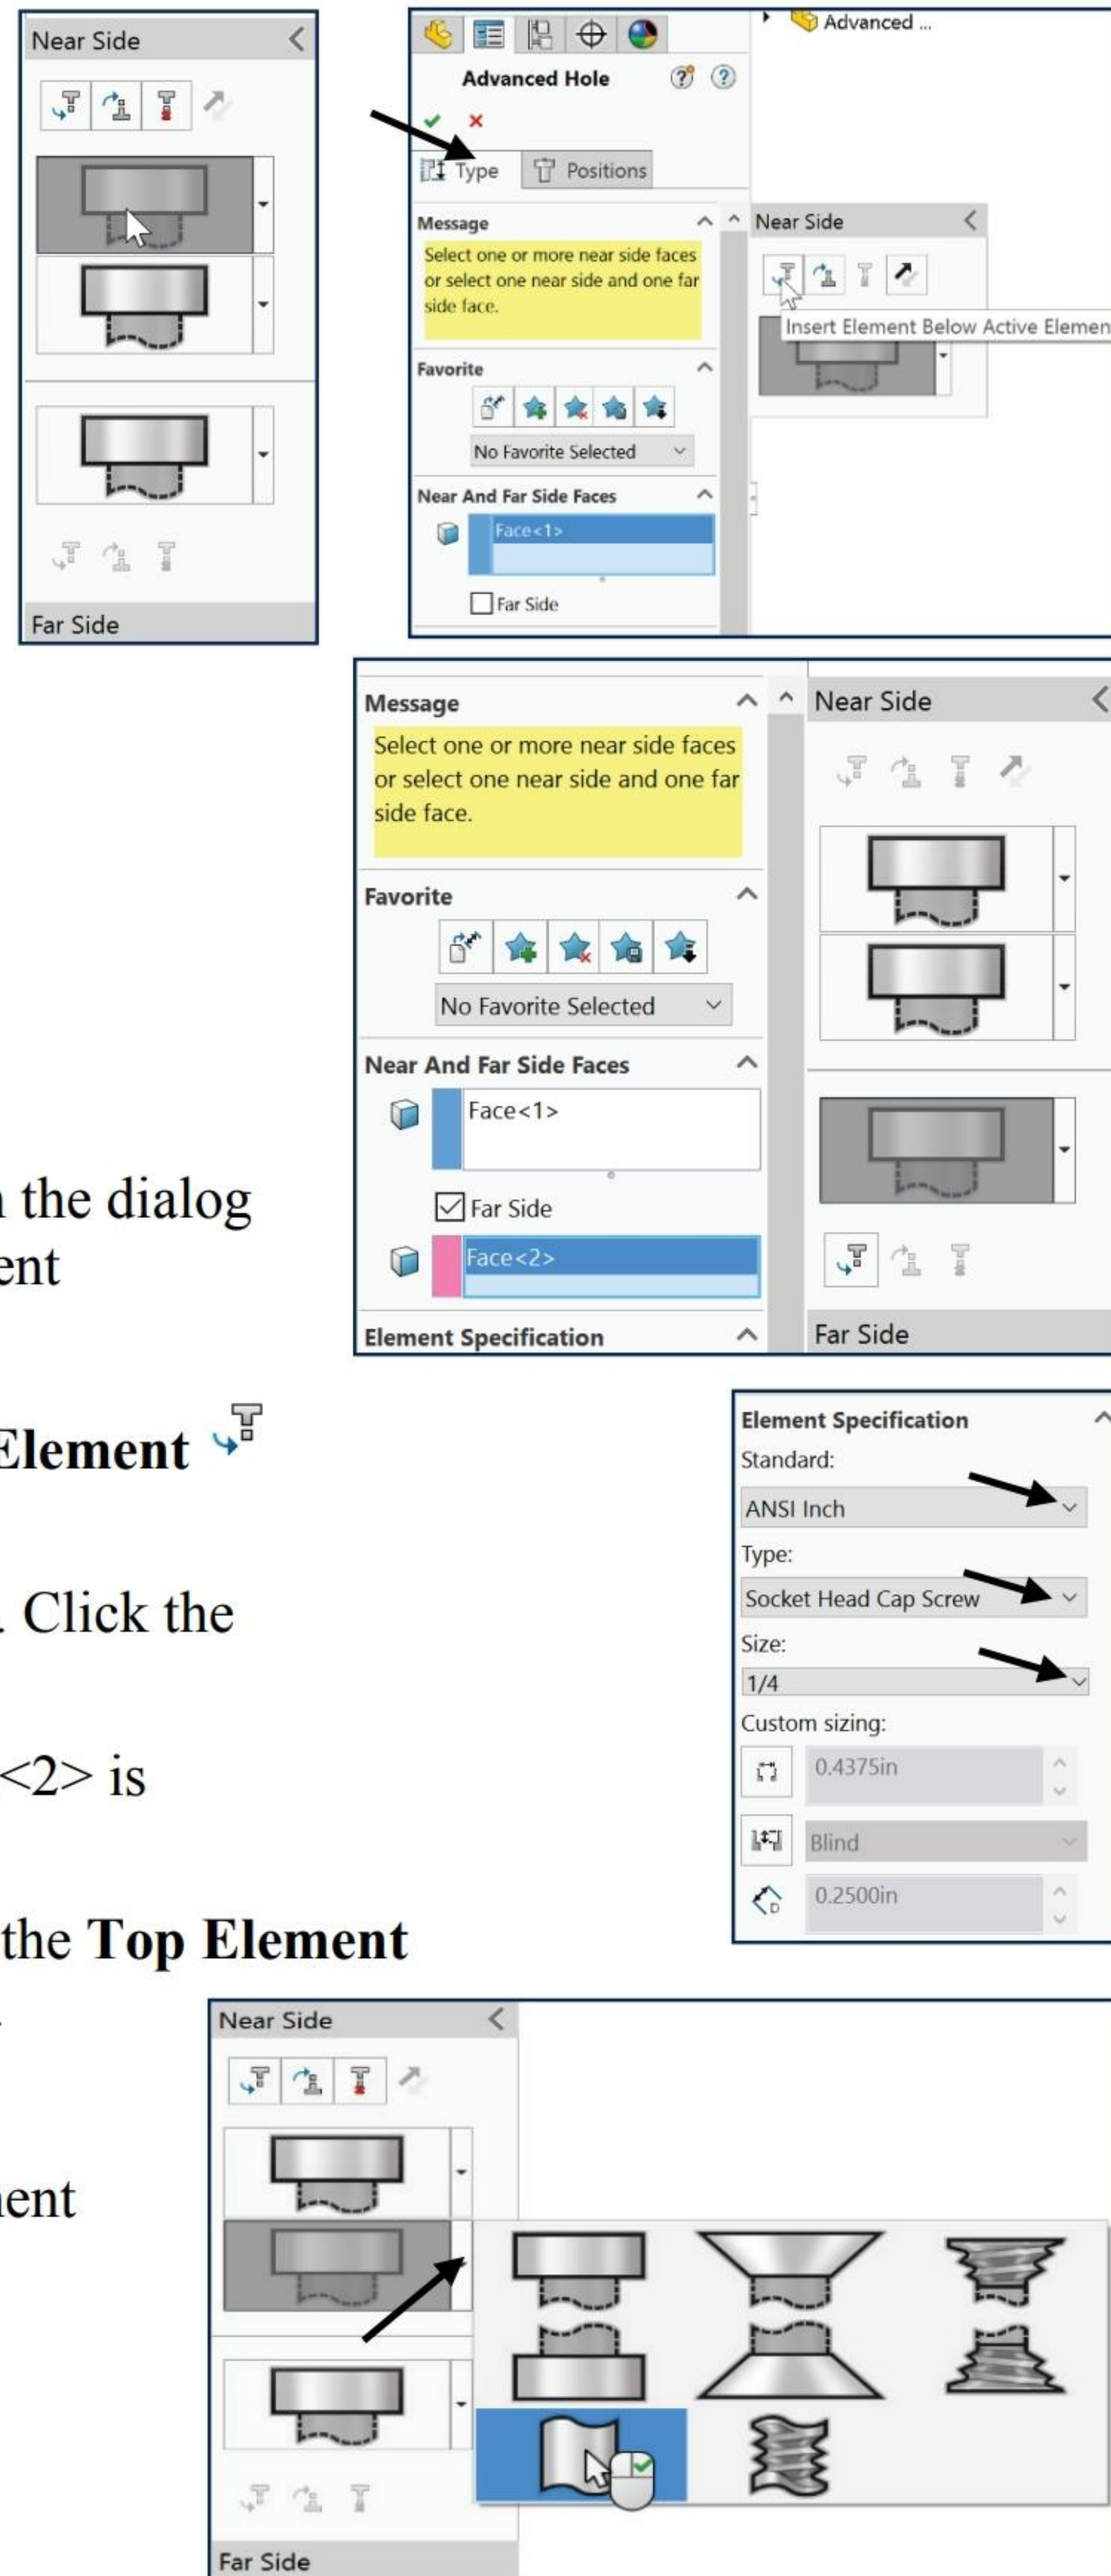 Near Side
Far Side
Advanced ...
Advanced Hole
Type
Positions
Message
Select one or more near side faces
or select one near side and one far
side face.
Favorite
No Favorite Selected
Near And Far Side Faces
Face<1>
Far Side
Near Side
Insert Element Below Active Elemen
Message
Select one or more near side faces
or select one near side and one far
side face.
Favorite
No Favorite Selected
Near And Far Side Faces
Face<1>
Far Side
Face<2>
Element Specification
Near Side
Far Side
the dialog
ent
Element
. Click the
<2> is
the Top Element
nent
Element Specification
Standard:
ANSI Inch
Type:
Socket Head Cap Screw
Size:
1/4
Custom sizing:
0.4375in
Blind
0.2500in
Near Side
Far Side